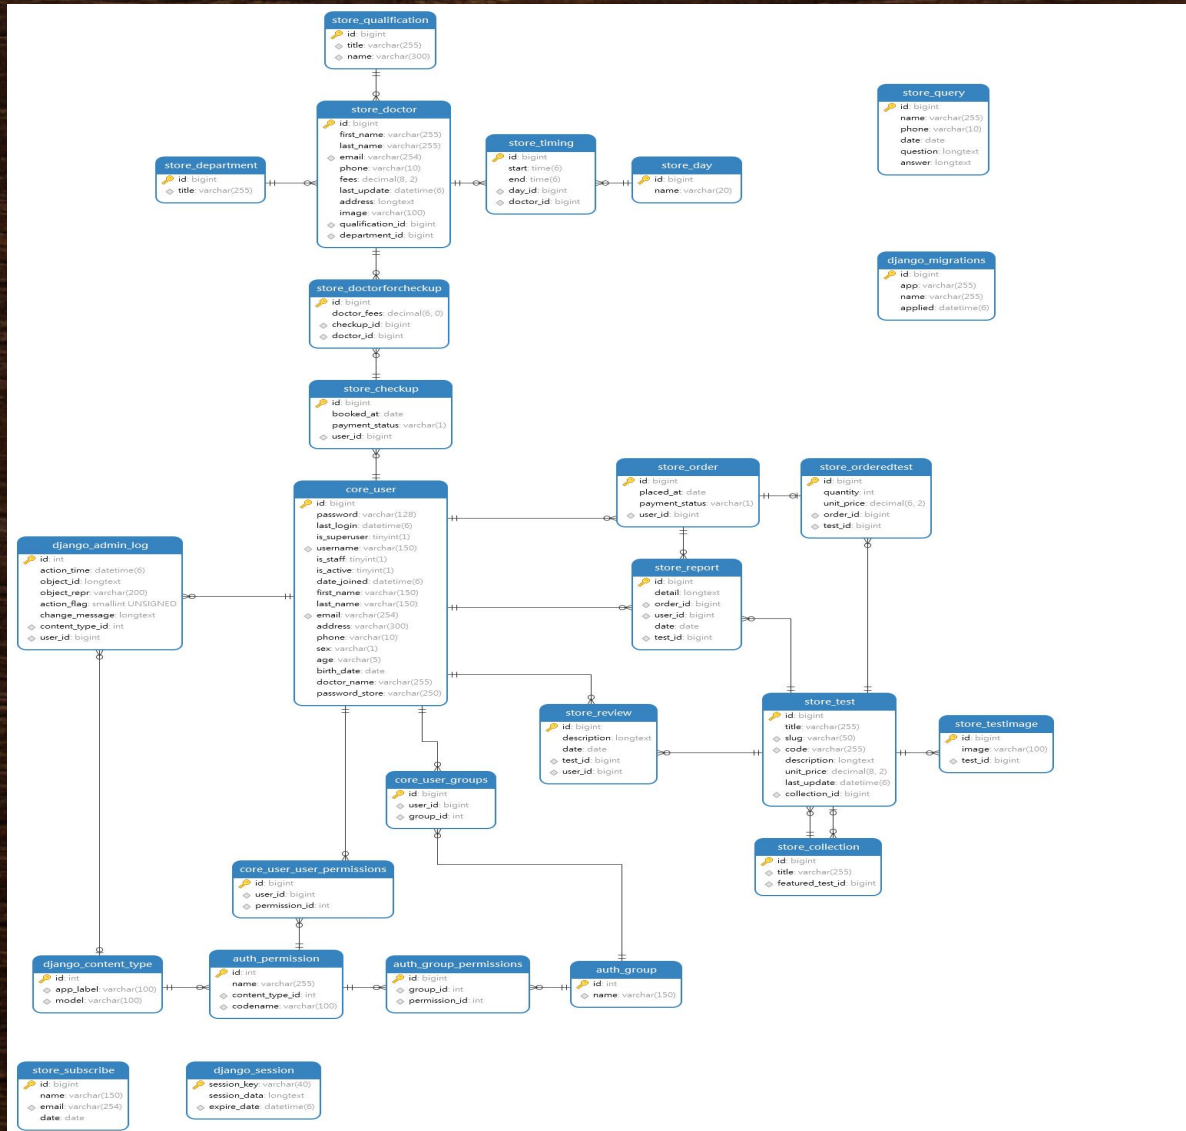 store_qualification
id: bigint
title: varchar(255)
name: varchar(300)
store_doctor
id: bigint
first_name: varchar(255)
last_name: varchar(255)
email: varchar(254)
phone: varchar(10)
fees: decimal(8, 2)
last_update: datetime(6)
address: longtext
image: varchar(100)
qualification_id: bigint
department_id: bigint
store_department
id: bigint
title: varchar(255)
store_timing
id: bigint
start: time(6)
end: time(6)
day_id: bigint
doctor_id: bigint
store_day
id: bigint
name: varchar(20)
store_query
id: bigint
name: varchar(255)
phone: varchar(10)
date: date
question: longtext
answer: longtext
django_migrations
id: bigint
app: varchar(255)
name: varchar(255)
applied: datetime(6)
store_doctorforcheckup
id: bigint
doctor_fees: decimal(6, 0)
checkup_id: bigint
doctor_id: bigint
store_checkup
id: bigint
booked_at: date
payment_status: varchar(1)
user_id: bigint
core_user
id: bigint
password: varchar(128)
last_login: datetime(6)
is_superuser: tinyint(1)
username: varchar(150)
is_staff: tinyint(1)
is_active: tinyint(1)
date_joined: datetime(6)
first_name: varchar(150)
last_name: varchar(150)
email: varchar(254)
address: varchar(300)
phone: varchar(10)
sex: varchar(1)
age: varchar(5)
birth_date: date
doctor_name: varchar(255)
password_store: varchar(250)
store_order
id: bigint
placed_at: date
payment_status: varchar(1)
user_id: bigint
store_orderedtest
id: bigint
quantity: int
unit_price: decimal(6, 2)
order_id: bigint
test_id: bigint
django_admin_log
id: int
action_time: datetime(6)
object_id: longtext
object_repr: varchar(200)
action_flag: smallint UNSIGNED
change_message: longtext
content_type_id: int
user_id: bigint
store_report
id: bigint
detail: longtext
order_id: bigint
user_id: bigint
date: date
test_id: bigint
store_review
id: bigint
description: longtext
date: date
test_id: bigint
user_id: bigint
store_test
id: bigint
title: varchar(255)
slug: varchar(50)
code: varchar(255)
description: longtext
unit_price: decimal(8, 2)
last_update: datetime(6)
collection_id: bigint
store_testimage
id: bigint
image: varchar(100)
test_id: bigint
core_user_groups
id: bigint
user_id: bigint
group_id: int
store_collection
id: bigint
title: varchar(255)
featured_test_id: bigint
core_user_user_permissions
id: bigint
user_id: bigint
permission_id: int
django_content_type
id: int
app_label: varchar(100)
model: varchar(100)
auth_permission
id: int
name: varchar(255)
content_type_id: int
codename: varchar(100)
auth_group_permissions
id: bigint
group_id: int
permission_id: int
auth_group
id: int
name: varchar(150)
store_subscribe
id: bigint
name: varchar(150)
email: varchar(254)
date: date
django_session
session_key: varchar(40)
session_data: longtext
expire_date: datetime(6)